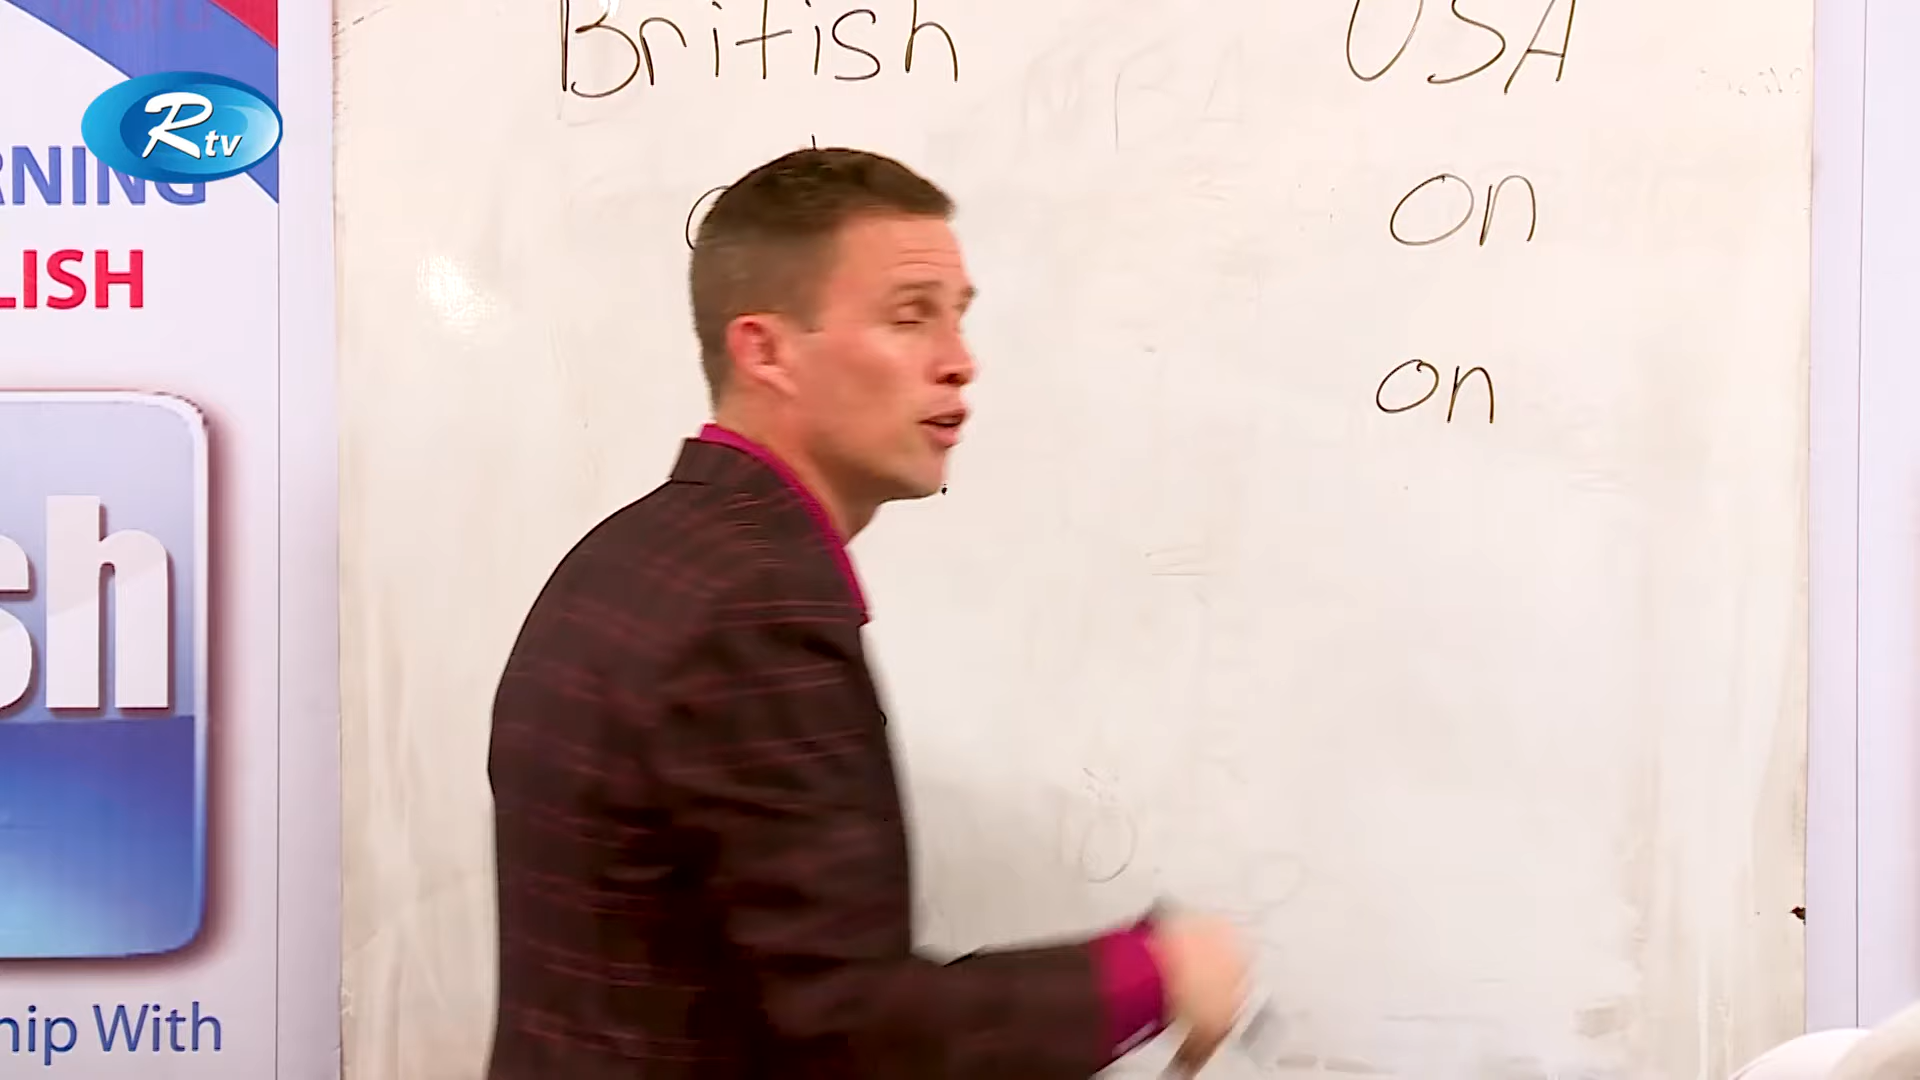 British USA
Rtv
RNING
on
LISH
on
sh
hip With